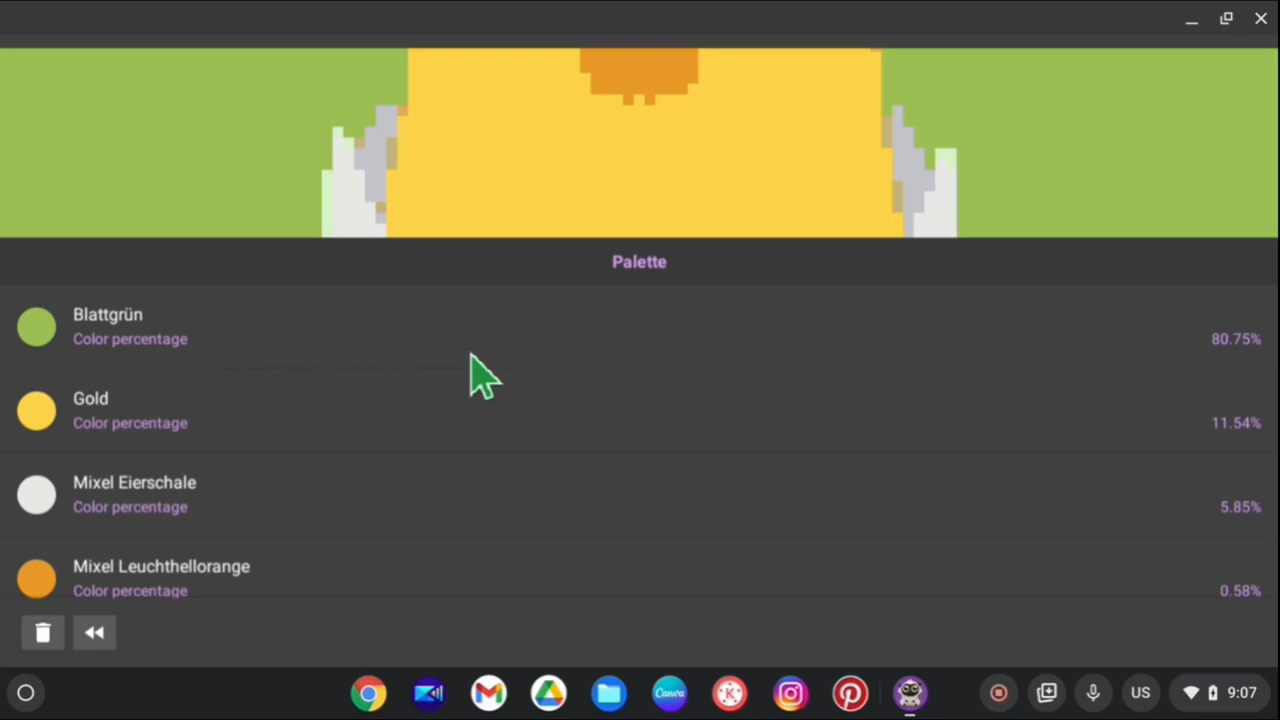 Palette
Blattgrün
Color percentage
80.75%
Gold
Color percentage
11.54%
Mixel Eierschale
Color percentage
5.85%
Mixel Leuchthellorange
Color percentage
0.58%
Canva
K
US
9:07